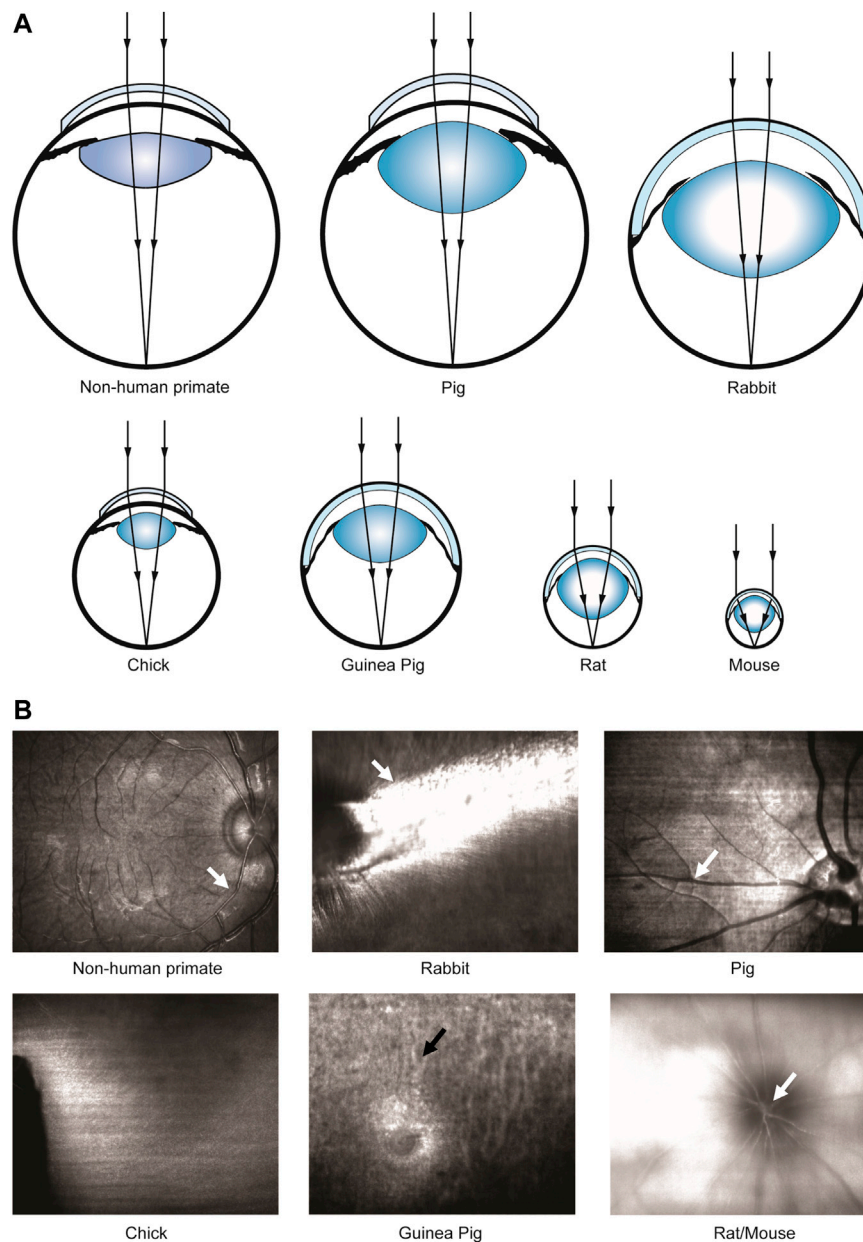 A
Non-human primate
Pig
Rabbit
Chick
Guinea Pig
Rat
Mouse
B
Non-human primate
Rabbit
Pig
Chick
Guinea Pig
Rat/Mouse